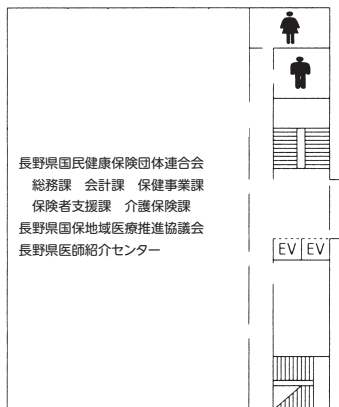 長野県国民健康保険団体連合会
総務課　会計課　保健事業課
保険者支援課　介護保険課
長野県国保地域医療推進協議会
長野県医師紹介センター
EV EV